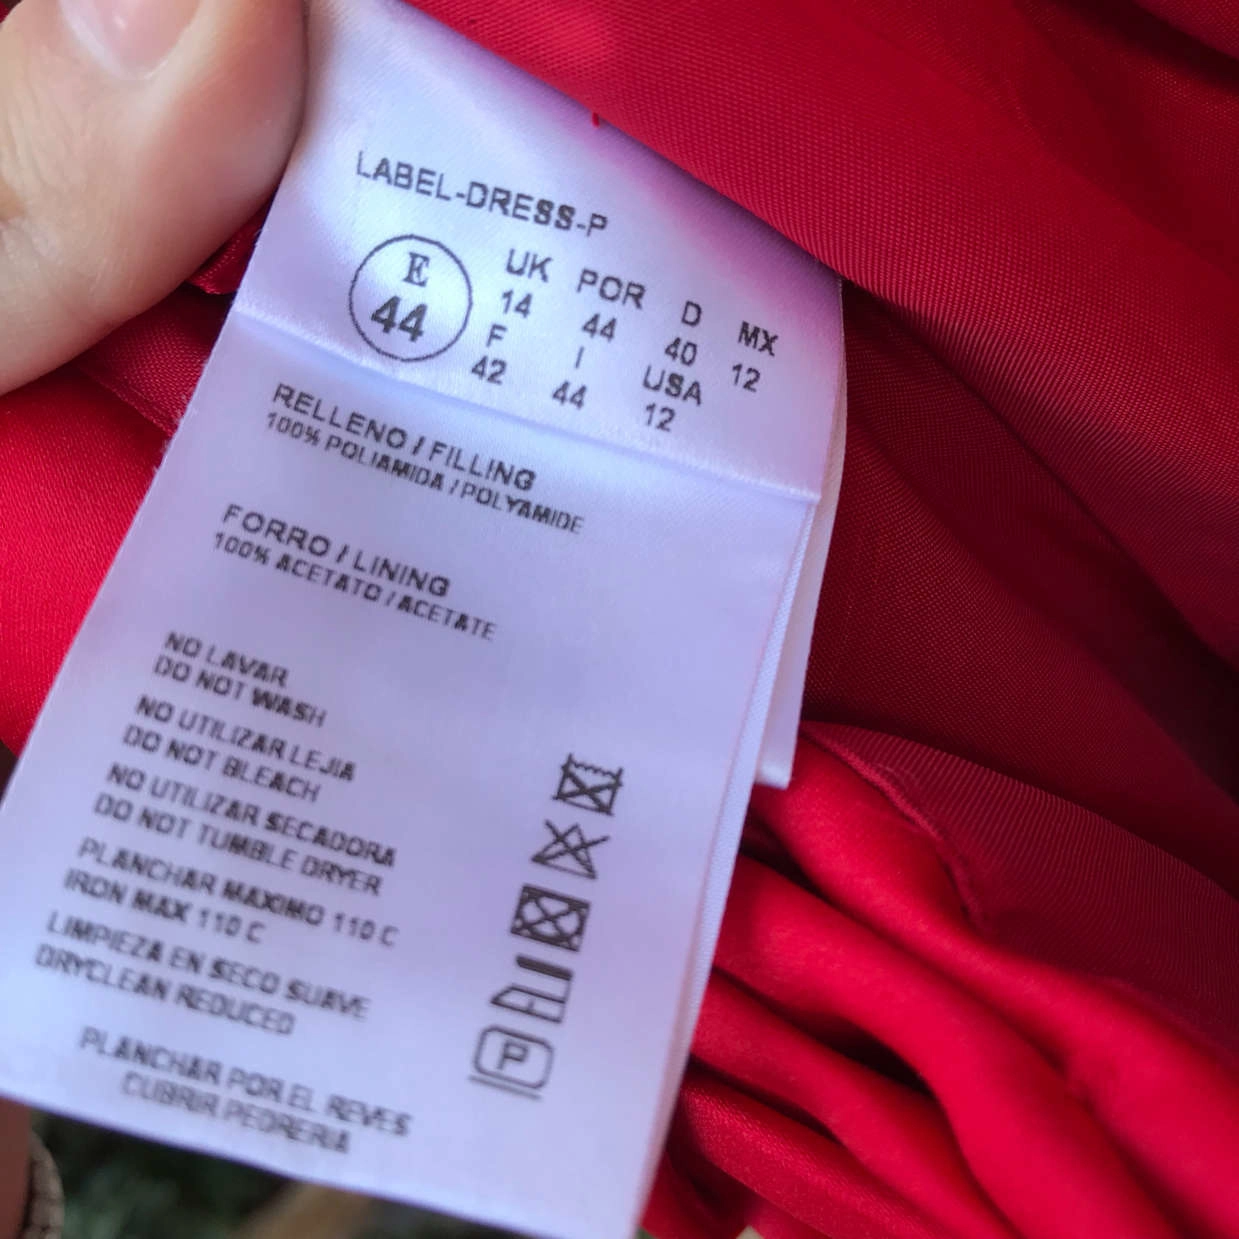 LABEL-DRESS-P
E UK POR D MX
44 14 44 40 12
F I USA
42 44 12
RELLENO / FILLING
100% POLIAMIDA / POLYAMIDE
FORRO / LINING
100% ACETATO / ACETATE
NO LAVAR
DO NOT WASH
NO UTILIZAR LEJIA
DO NOT BLEACH
NO UTILIZAR SECADORA
DO NOT TUMBLE DRYER
PLANCHAR MAXIMO 110 C
IRON MAX 110 C
LIMPIEZA EN SECO SUAVE
DRYCLEAN REDUCED
P
PLANCHAR POR EL REVES
CUBRIR PEDRERIA